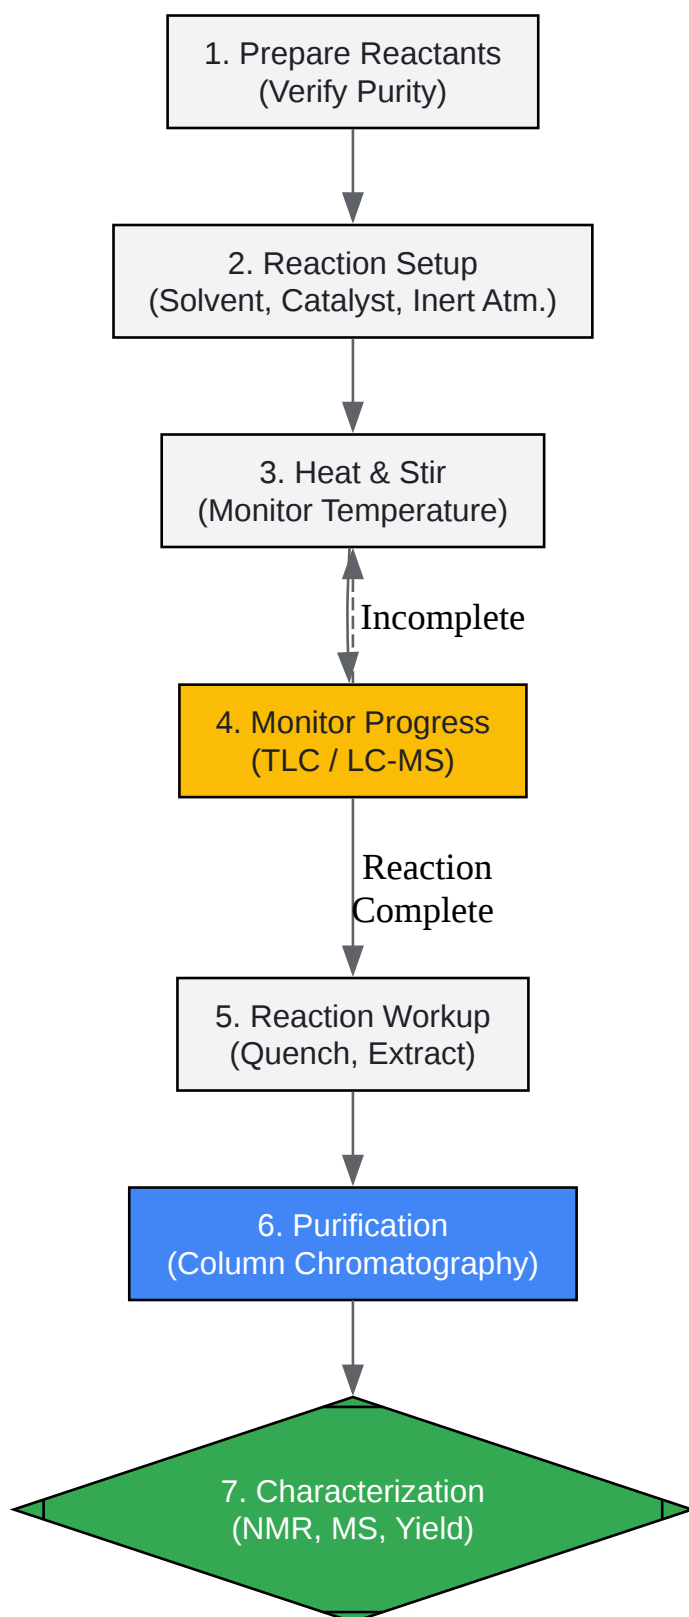 1. Prepare Reactants
(Verify Purity)
2. Reaction Setup
(Solvent, Catalyst, Inert Atm.)
3. Heat & Stir
(Monitor Temperature)
Incomplete
4. Monitor Progress
(TLC / LC-MS)
Reaction
Complete
5. Reaction Workup
(Quench, Extract)
6. Purification
(Column Chromatography)
7. Characterization
(NMR, MS, Yield)